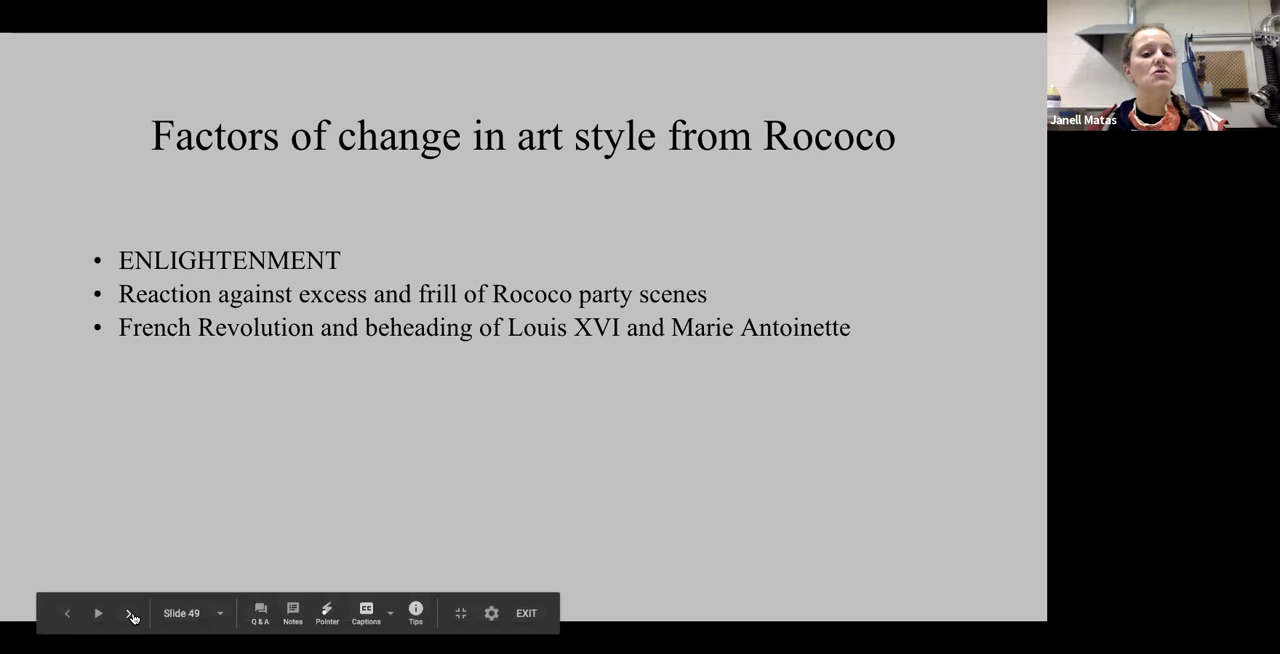 Factors of change in art style from Rococo
• ENLIGHTENMENT
• Reaction against excess and frill of Rococo party scenes
• French Revolution and beheading of Louis XVI and Marie Antoinette
Janell Matas
Slide 49
Q & A
Notes
Pointer
CC
Captions
Tips
EXIT